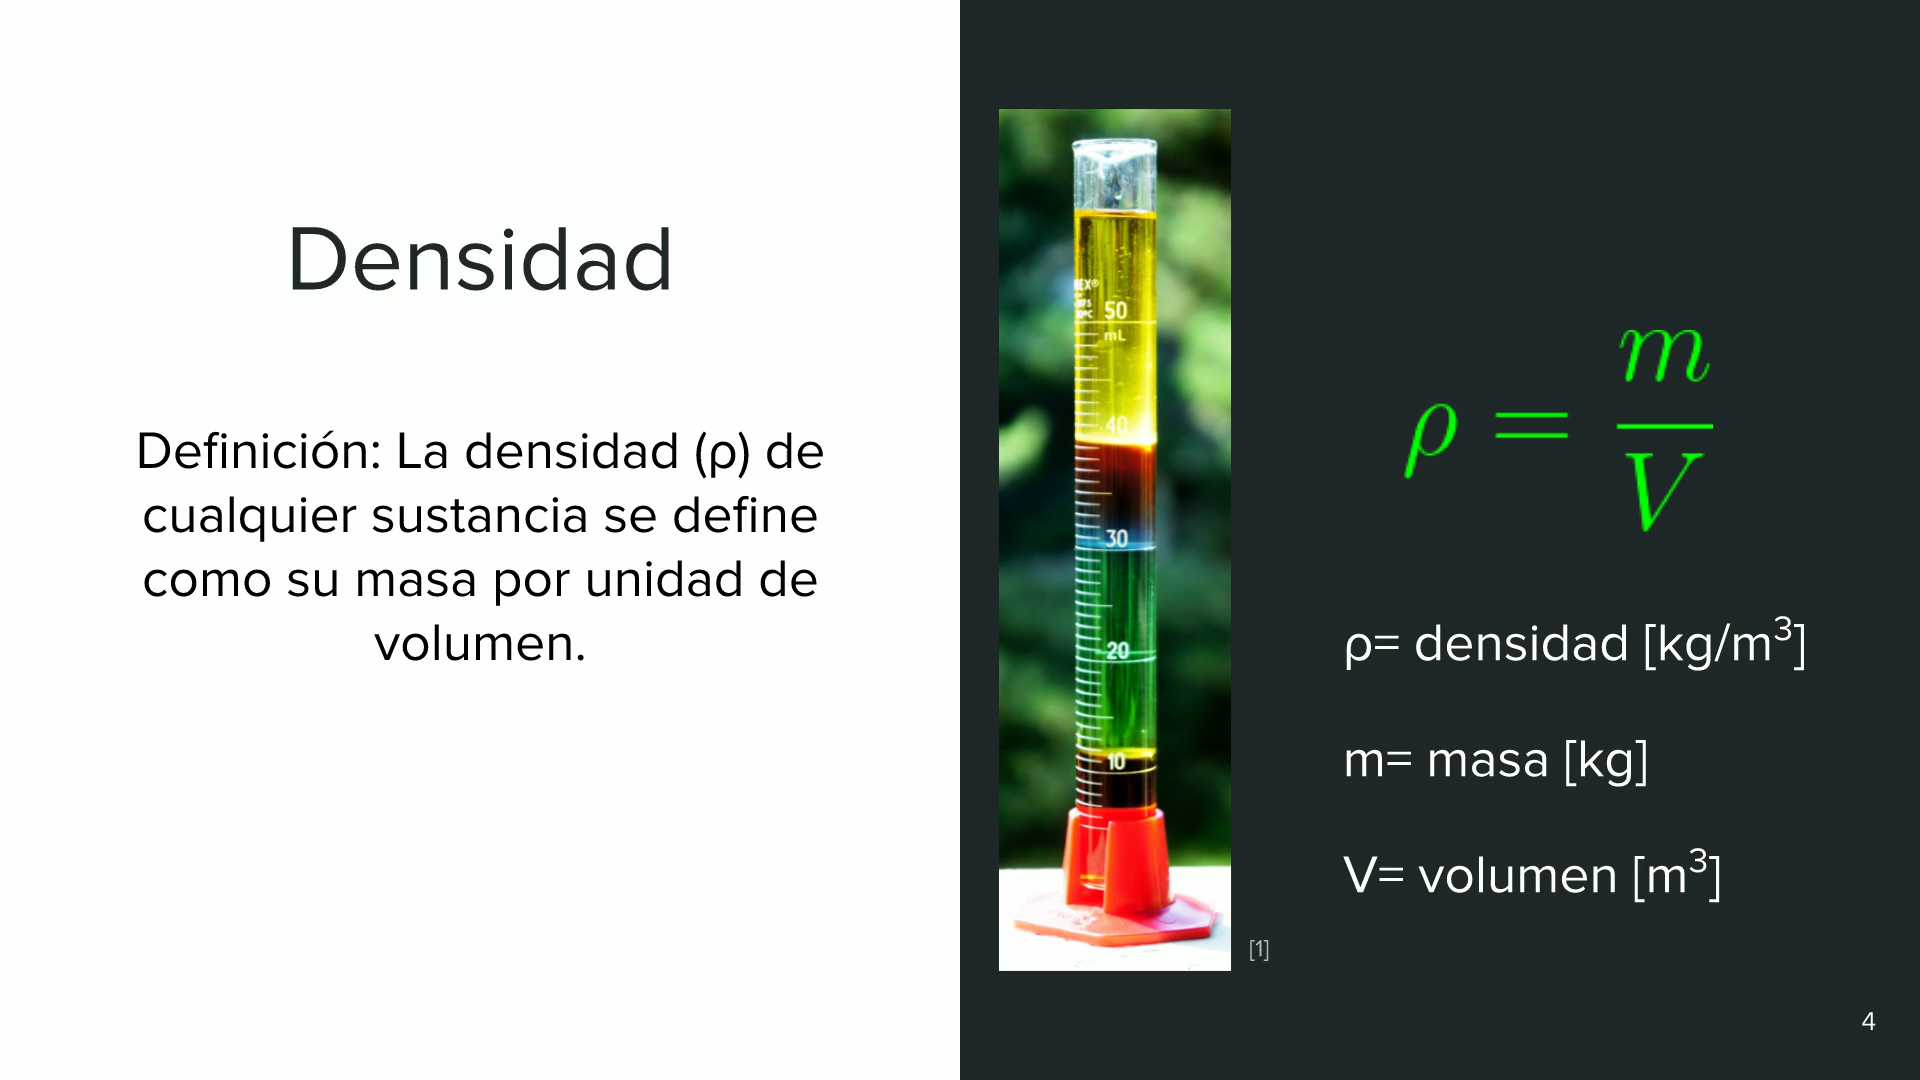 Densidad
Definición: La densidad (ρ) de
cualquier sustancia se define
como su masa por unidad de
volumen.
50
mL
40
30
20
10
[1]
ρ = m/V
ρ= densidad [kg/m³]
m= masa [kg]
V= volumen [m³]
4